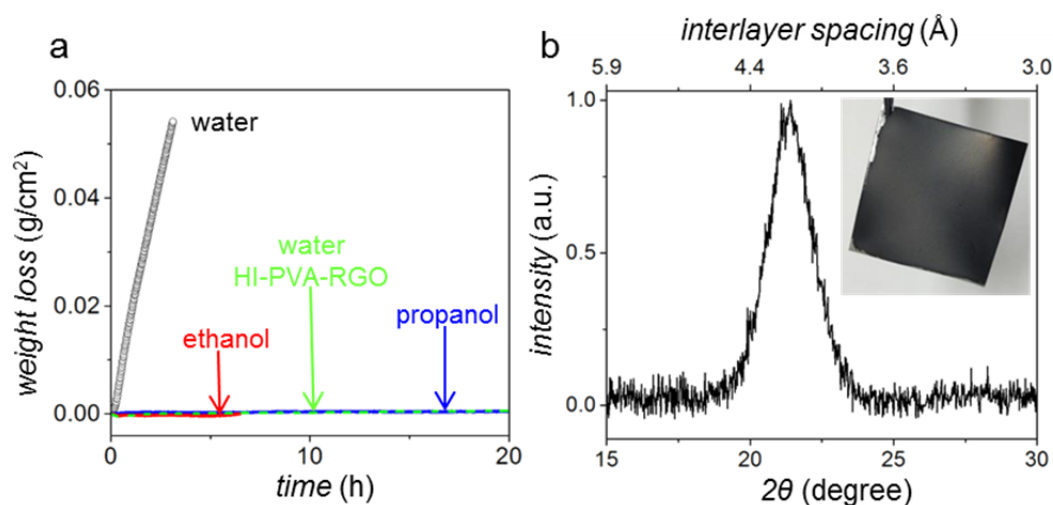 a
weight loss (g/cm²)
0.06
0.04
0.02
0.00
water
water
HI-PVA-RGO
ethanol
propanol
0
10
20
time (h)
b
interlayer spacing (Å)
5.9 4.4 3.6 3.0
intensity (a.u.)
1.0
0.5
0.0
15 20 25 30
2θ (degree)